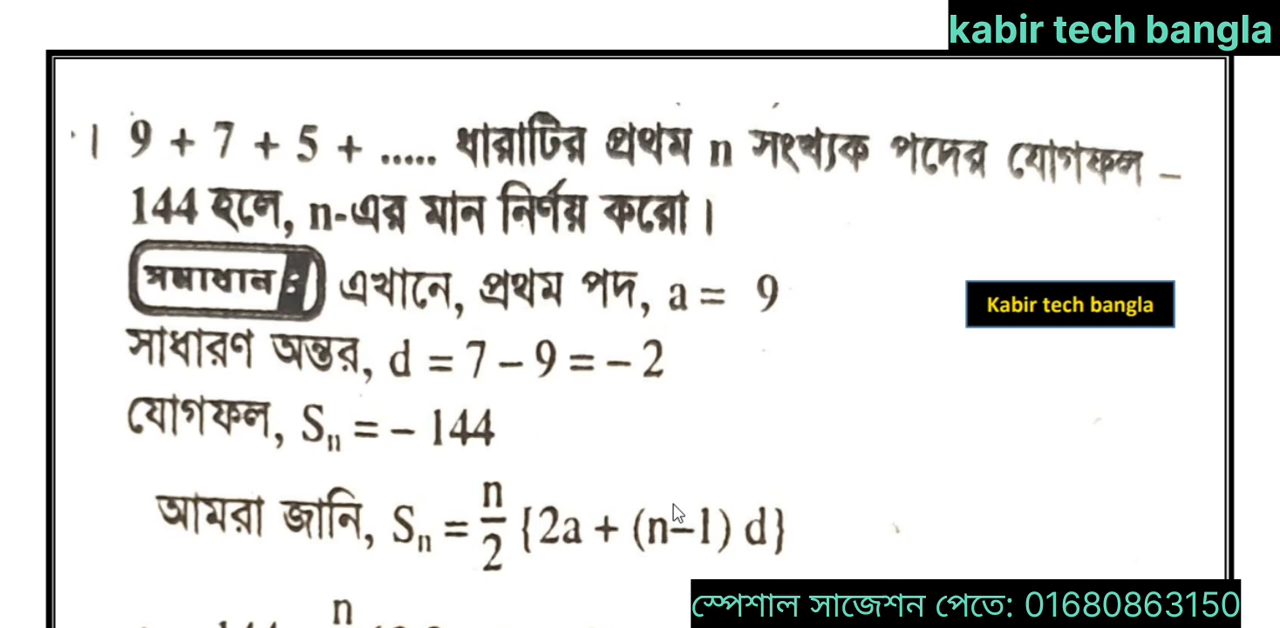 kabir tech bangla
। 9 + 7 + 5 + ..... ধারাটির প্রথম n সংখ্যক পদের যোগফল –
144 হলে, n-এর মান নির্ণয় করো।
সমাধান : এখানে, প্রথম পদ, a = 9
Kabir tech bangla
সাধারণ অন্তর, d = 7 – 9 = – 2
যোগফল, Sₙ = – 144
আমরা জানি, Sₙ = n/2 {2a + (n–1) d}
স্পেশাল সাজেশন পেতে: 01680863150
n